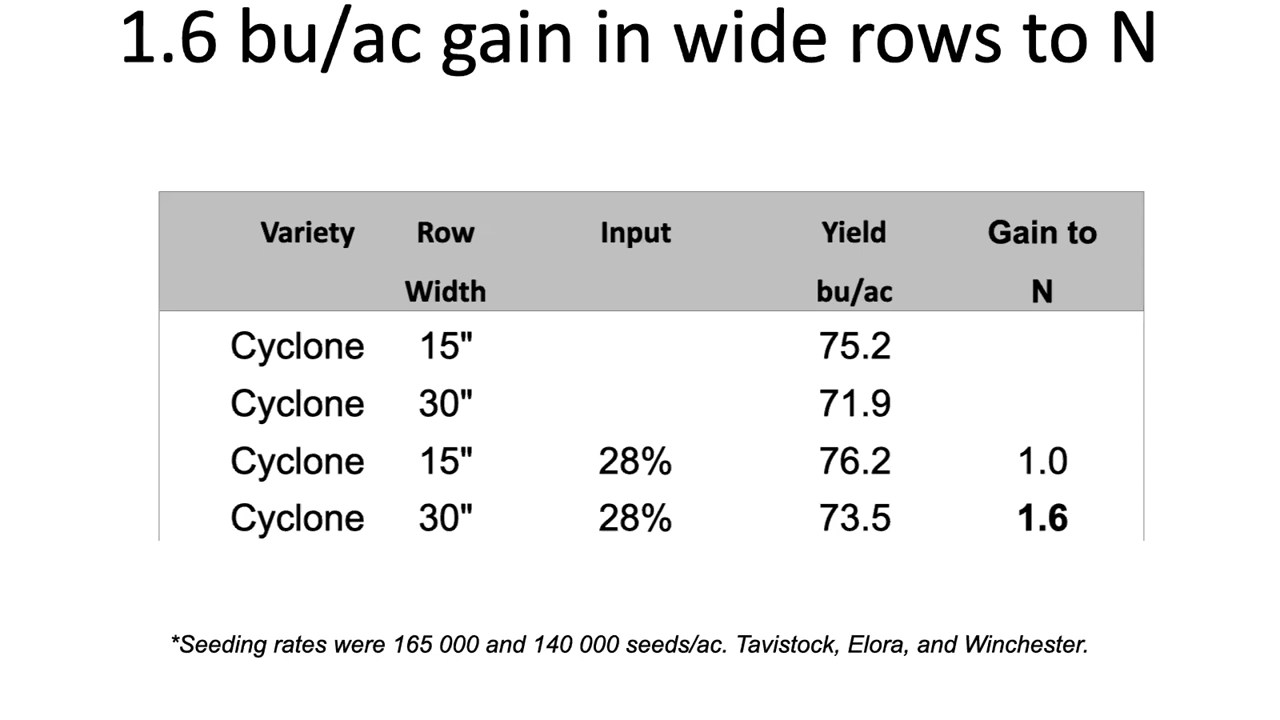 1.6 bu/ac gain in wide rows to N
Variety Row Input Yield Gain to
Width bu/ac N
Cyclone 15" 75.2
Cyclone 30" 71.9
Cyclone 15" 28% 76.2 1.0
Cyclone 30" 28% 73.5 1.6
*Seeding rates were 165 000 and 140 000 seeds/ac. Tavistock, Elora, and Winchester.